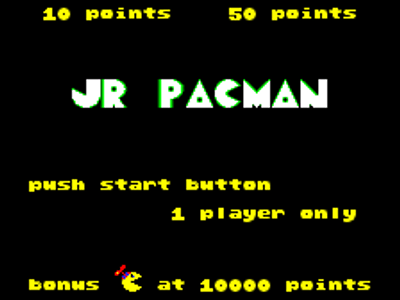 10 points 50 points
JR PACMAN
push start button
1 player only
bonus at 10000 points